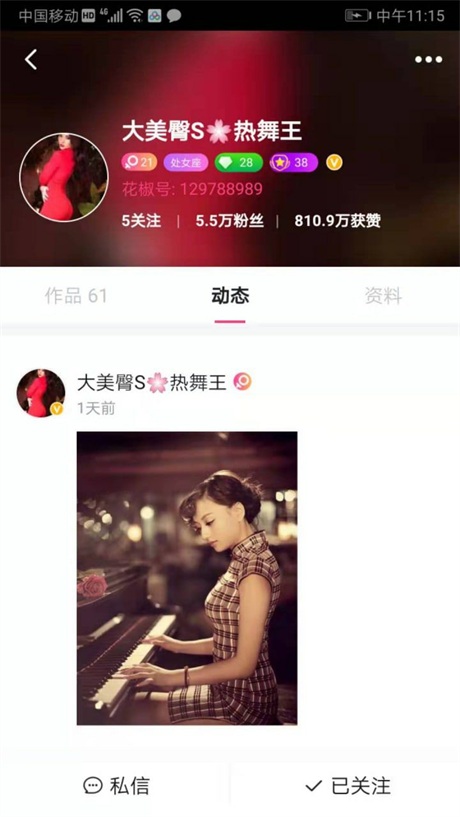 中国移动 HD 4G 中午11:15
大美臀S🌸热舞王
21 处女座 28 38 V
花椒号: 129788989
5关注 | 5.5万粉丝 | 810.9万获赞
作品 61 动态 资料
大美臀S🌸热舞王
V 1天前
私信 已关注